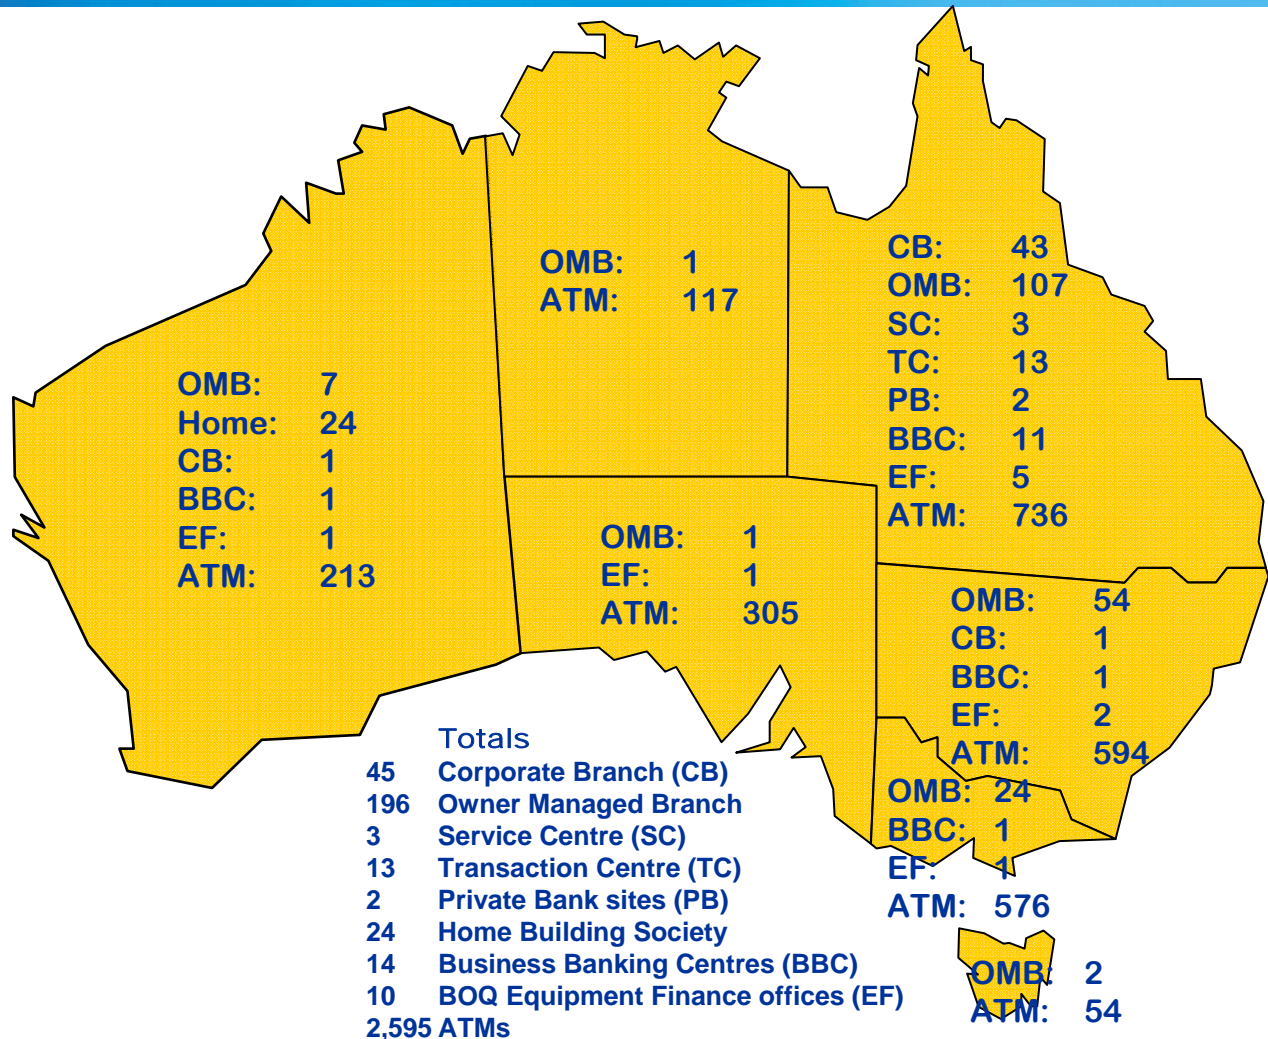 OMB: 1
ATM: 117
CB: 43
OMB: 107
SC: 3
TC: 13
PB: 2
BBC: 11
EF: 5
ATM: 736
OMB: 7
Home: 24
CB: 1
BBC: 1
EF: 1
ATM: 213
OMB: 1
EF: 1
ATM: 305
OMB: 54
CB: 1
BBC: 1
EF: 2
ATM: 594
OMB: 24
BBC: 1
EF: 1
ATM: 576
OMB: 2
ATM: 54
Totals
45 Corporate Branch (CB)
196 Owner Managed Branch
3 Service Centre (SC)
13 Transaction Centre (TC)
2 Private Bank sites (PB)
24 Home Building Society
14 Business Banking Centres (BBC)
10 BOQ Equipment Finance offices (EF)
2,595 ATMs